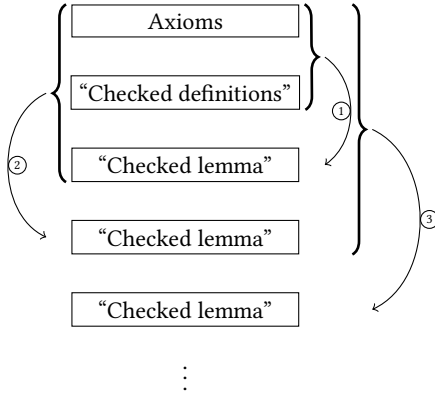 Axioms
“Checked definitions”
①
“Checked lemma”
②
“Checked lemma”
③
“Checked lemma”
⋮